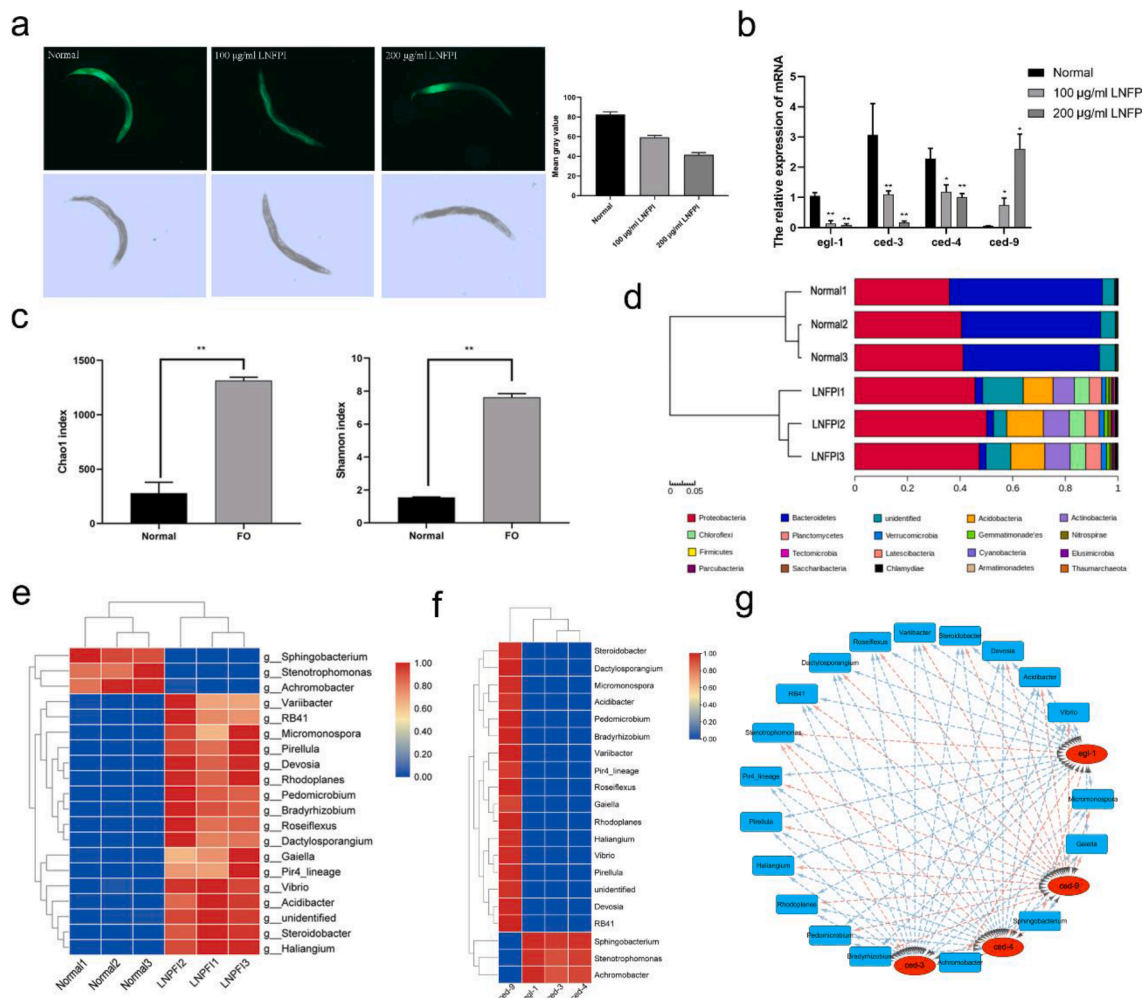 a
Normal
100 µg/ml LNFPI
200 µg/ml LNFPI
Mean gray value
100
80
60
40
20
0
Normal
100 µg/ml LNFPI
200 µg/ml LNFPI
b
The relative expression of mRNA
5
4
3
2
1
0
Normal
100 µg/ml LNFP
200 µg/ml LNFP
** ** ** ** * ** * *
egl-1 ced-3 ced-4 ced-9
c
Chao1 index
1500
1000
500
0
**
Normal FO
Shannon index
10
8
6
4
2
0
**
Normal FO
d
Normal1
Normal2
Normal3
LNFPI1
LNFPI2
LNFPI3
0 0.05
0 0.2 0.4 0.6 0.8 1
Proteobacteria Bacteroidetes unidentified Acidobacteria Actinobacteria
Chloroflexi Planctomycetes Verrucomicrobia Gemmatimonade'es Nitrospirae
Firmicutes Tectomicrobia Latescibacteria Cyanobacteria Elusimicrobia
Parcubacteria Saccharibacteria Chlamydiae Armatimonadetes Thaumarchaeota
e
g__Sphingobacterium
g__Stenotrophomonas
g__Achromobacter
g__Variibacter
g__RB41
g__Micromonospora
g__Pirellula
g__Devosia
g__Rhodoplanes
g__Pedomicrobium
g__Bradyrhizobium
g__Roseiflexus
g__Dactylosporangium
g__Gaiella
g__Pir4_lineage
g__Vibrio
g__Acidibacter
g__unidentified
g__Steroidobacter
g__Haliangium
Normal1 Normal2 Normal3 LNPFI2 LNPFI1 LNPFI3
1.00
0.80
0.60
0.40
0.20
0.00
f
Steroidobacter
Dactylosporangium
Micromonospora
Acidibacter
Pedomicrobium
Bradyrhizobium
Variibacter
Pir4_lineage
Roseiflexus
Gaiella
Rhodoplanes
Haliangium
Vibrio
Pirellula
unidentified
Devosia
RB41
Sphingobacterium
Stenotrophomonas
Achromobacter
ced-9 egl-1 ced-3 ced-4
1.00
0.80
0.60
0.40
0.20
0.00
g
Variibacter
Roseiflexus
Steroidobacter
Dactylosporangium
Devosia
RB41
Acidibacter
Stenotrophomonas
Vibrio
egl-1
Pir4_lineage
Micromonospora
Pirellula
Gaiella
Haliangium
ced-9
Rhodoplanes
Sphingobacterium
Pedomicrobium
ced-4
Bradyrhizobium
ced-3
Achromobacter